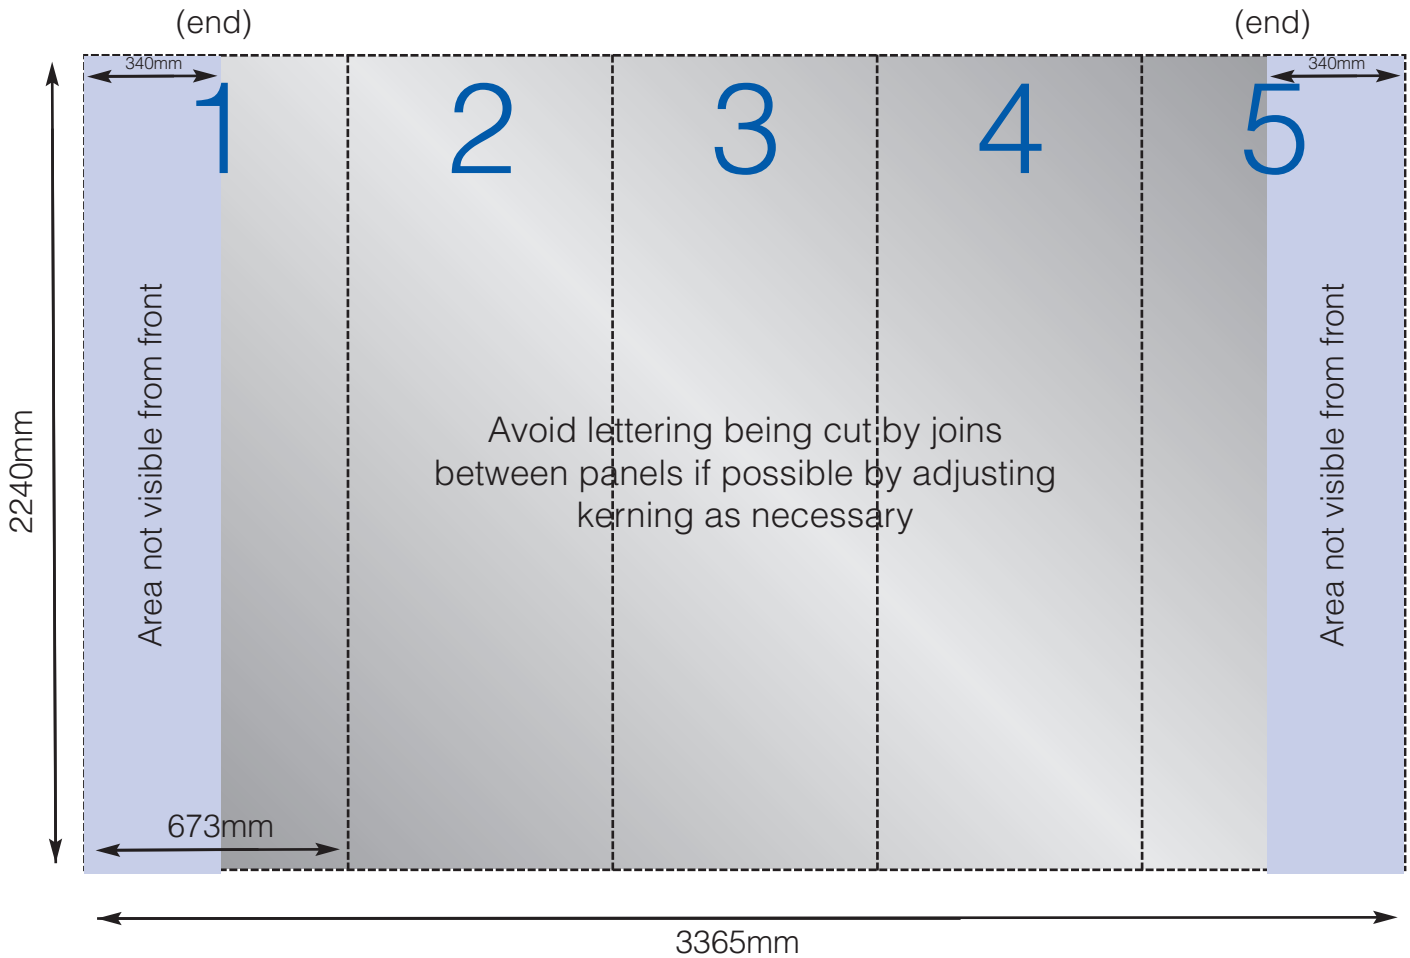 (end)
(end)
340mm
340mm
1
2
3
4
5
Area not visible from front
Area not visible from front
2240mm
Avoid lettering being cut by joins
between panels if possible by adjusting
kerning as necessary
673mm
3365mm